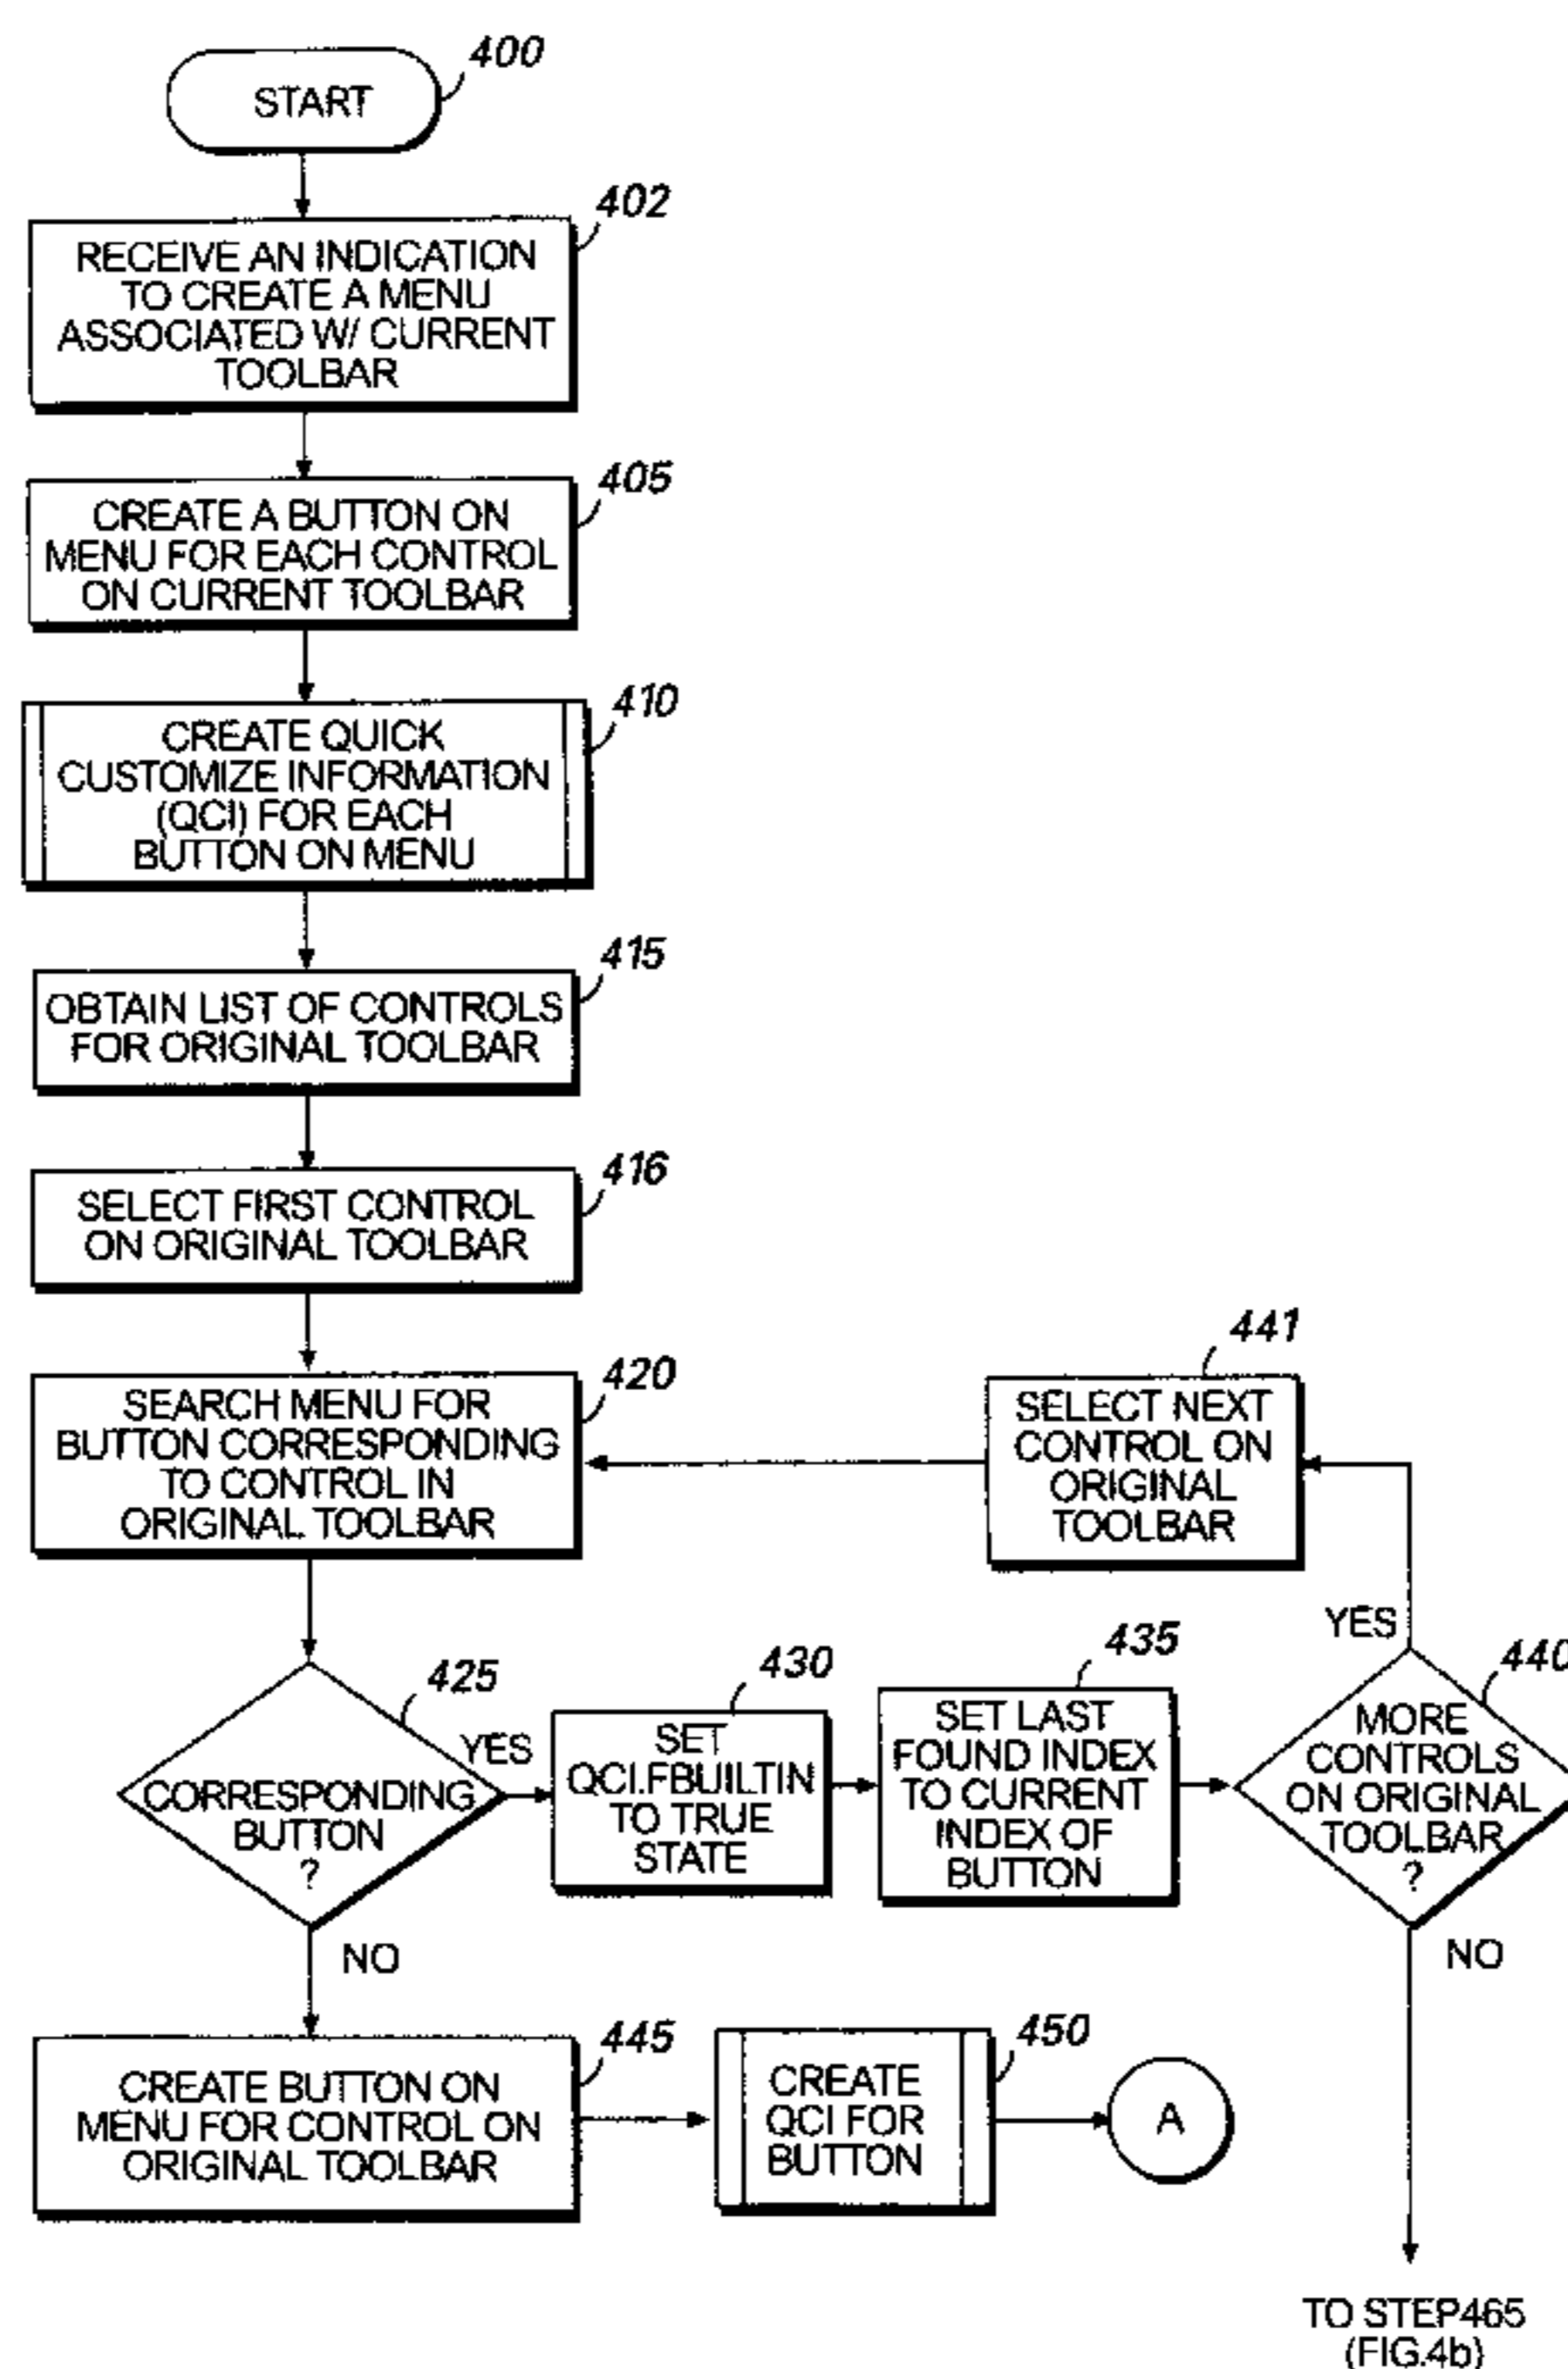 400
START
402
RECEIVE AN INDICATION
TO CREATE A MENU
ASSOCIATED W/ CURRENT
TOOLBAR
405
CREATE A BUTTON ON
MENU FOR EACH CONTROL
ON CURRENT TOOLBAR
410
CREATE QUICK
CUSTOMIZE INFORMATION
(QCI) FOR EACH
BUTTON ON MENU
415
OBTAIN LIST OF CONTROLS
FOR ORIGINAL TOOLBAR
416
SELECT FIRST CONTROL
ON ORIGINAL TOOLBAR
420
SEARCH MENU FOR
BUTTON CORRESPONDING
TO CONTROL IN
ORIGINAL TOOLBAR
441
SELECT NEXT
CONTROL ON
ORIGINAL
TOOLBAR
425
CORRESPONDING
BUTTON
?
YES
NO
430
SET
QCI.FBUILTIN
TO TRUE
STATE
435
SET LAST
FOUND INDEX
TO CURRENT
INDEX OF
BUTTON
440
MORE
CONTROLS
ON ORIGINAL
TOOLBAR
?
YES
NO
445
CREATE BUTTON ON
MENU FOR CONTROL ON
ORIGINAL TOOLBAR
450
CREATE
QCI FOR
BUTTON
A
TO STEP465
(FIG.4b)